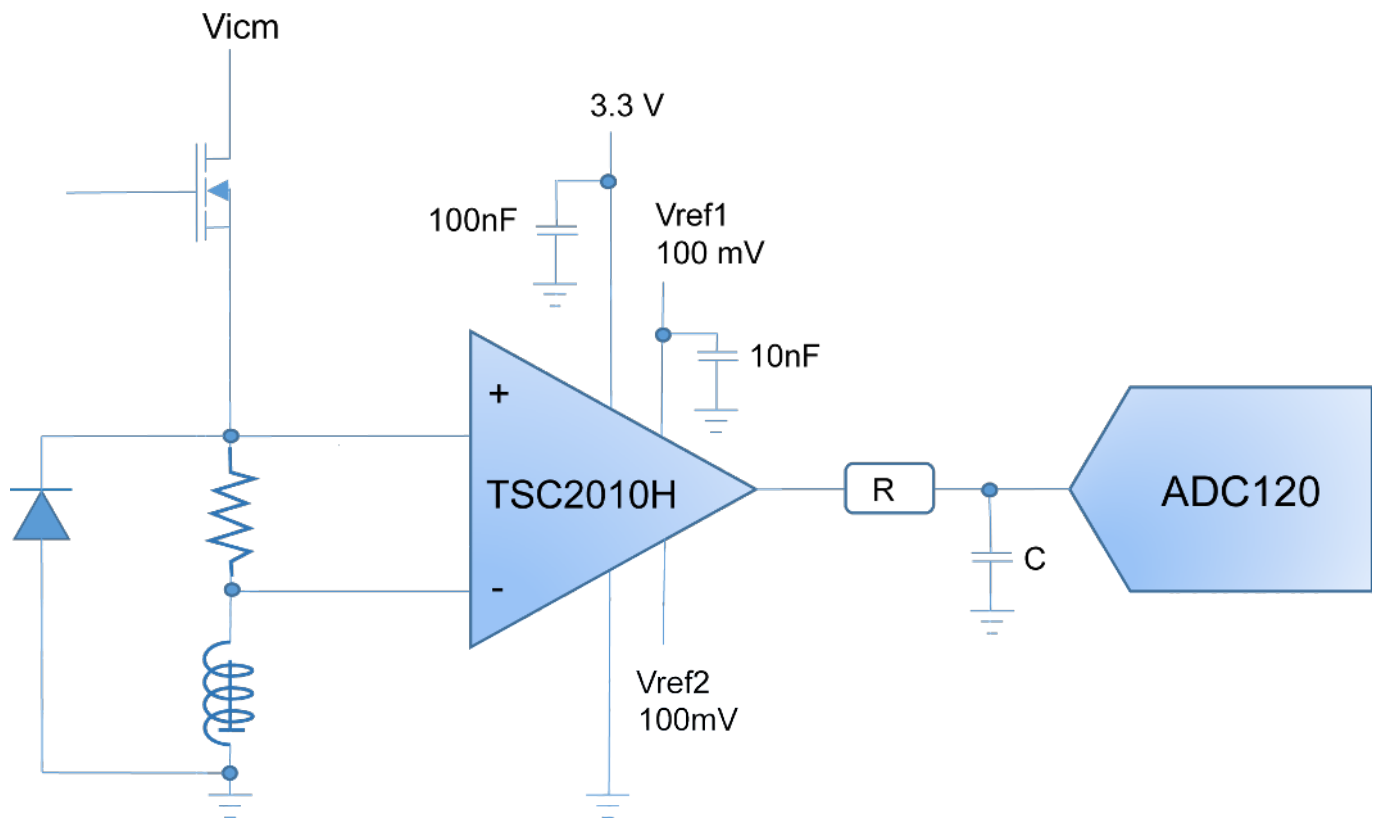 Vicm
3.3 V
100nF
Vref1
100 mV
10nF
+
TSC2010H
-
R
C
ADC120
Vref2
100mV